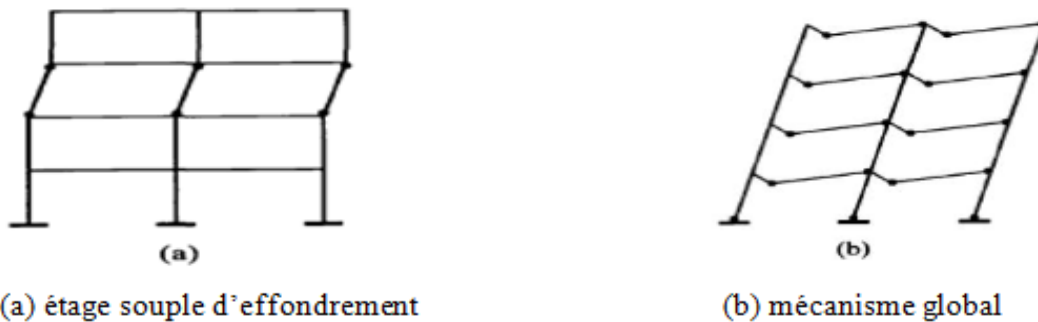 (a)
(b)
(a) étage souple d’effondrement
(b) mécanisme global